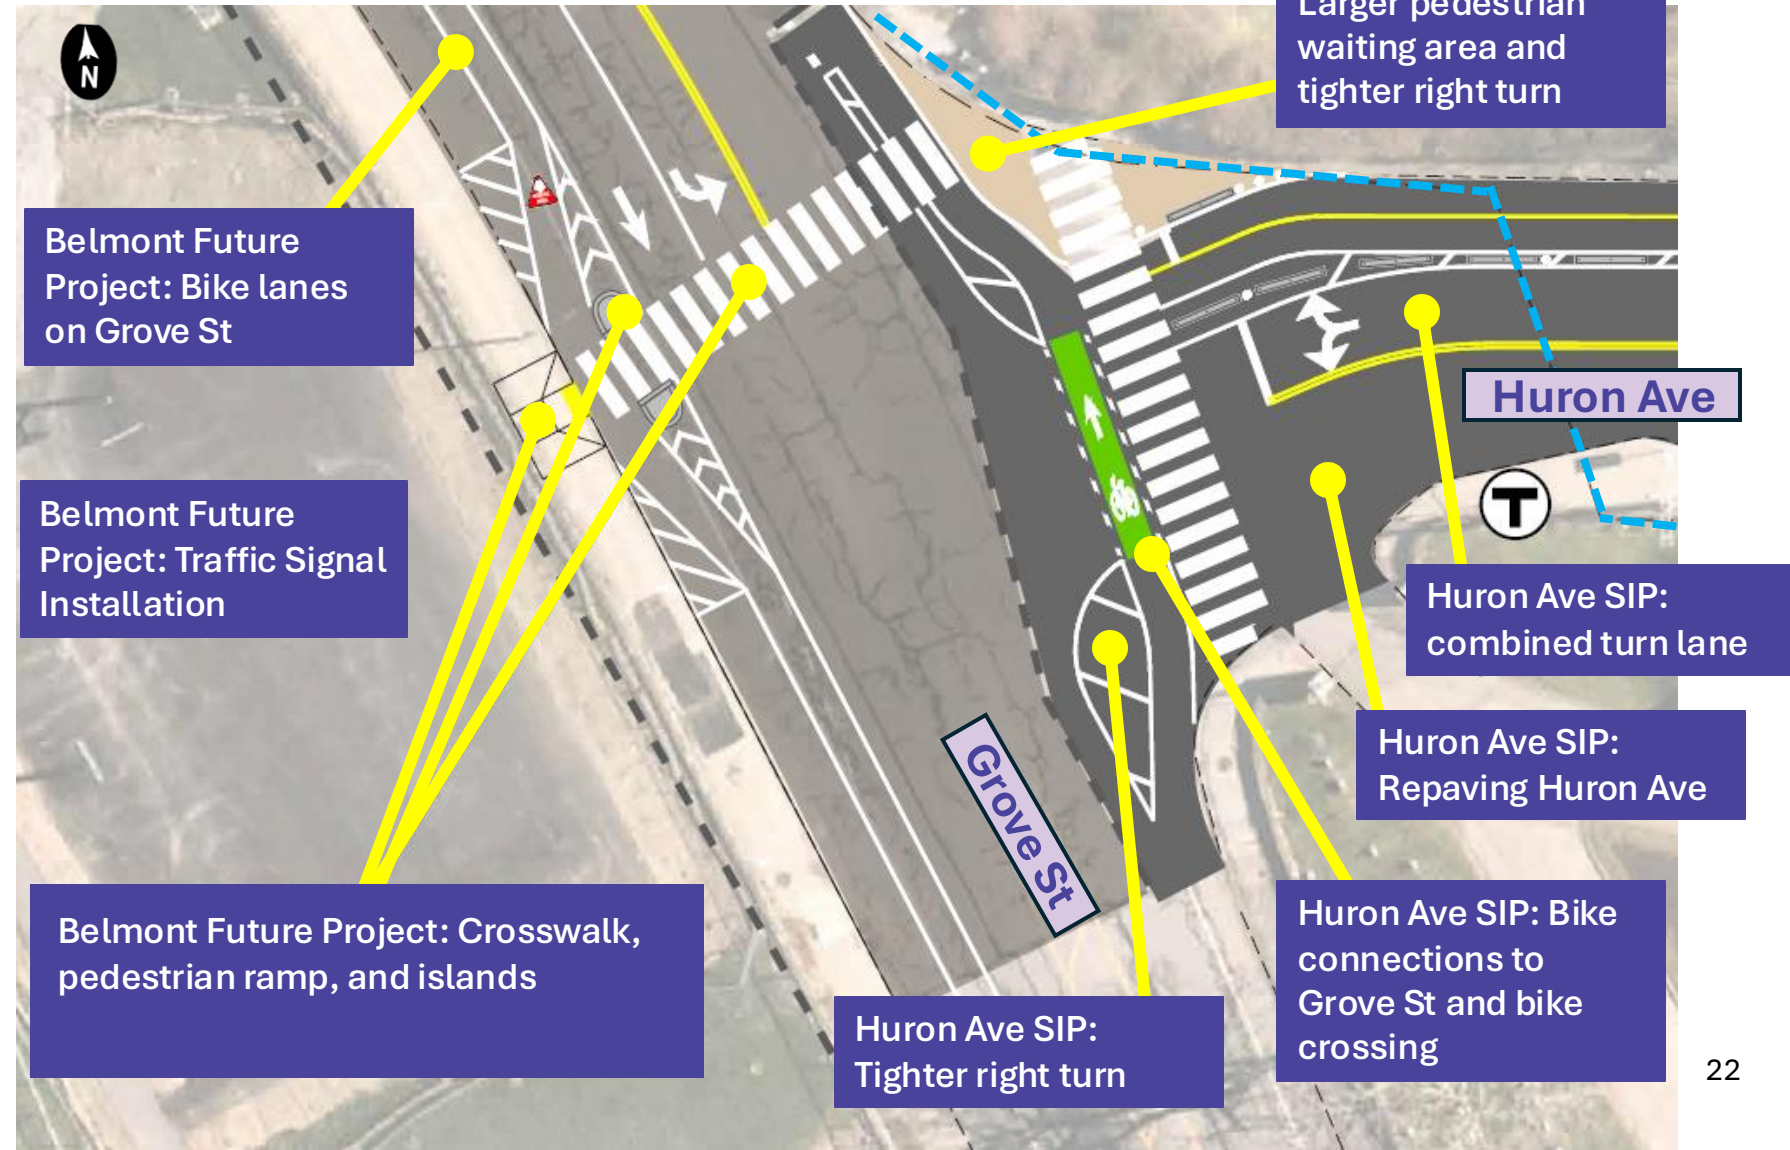 Larger pedestrian
waiting area and
tighter right turn
N
Belmont Future
Project: Bike lanes
on Grove St
Huron Ave
T
Belmont Future
Project: Traffic Signal
Installation
Huron Ave SIP:
combined turn lane
Huron Ave SIP:
Repaving Huron Ave
Grove St
Belmont Future Project: Crosswalk,
pedestrian ramp, and islands
Huron Ave SIP: Bike
connections to
Grove St and bike
crossing
Huron Ave SIP:
Tighter right turn
22